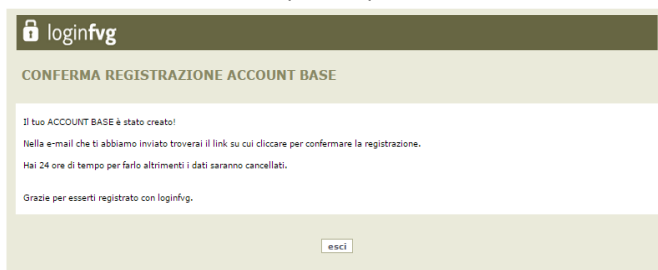 loginfvg
CONFERMA REGISTRAZIONE ACCOUNT BASE
Il tuo ACCOUNT BASE è stato creato!
Nella e-mail che ti abbiamo inviato troverai il link su cui cliccare per confermare la registrazione.
Hai 24 ore di tempo per farlo altrimenti i dati saranno cancellati.
Grazie per esserti registrato con loginfvg.
esci